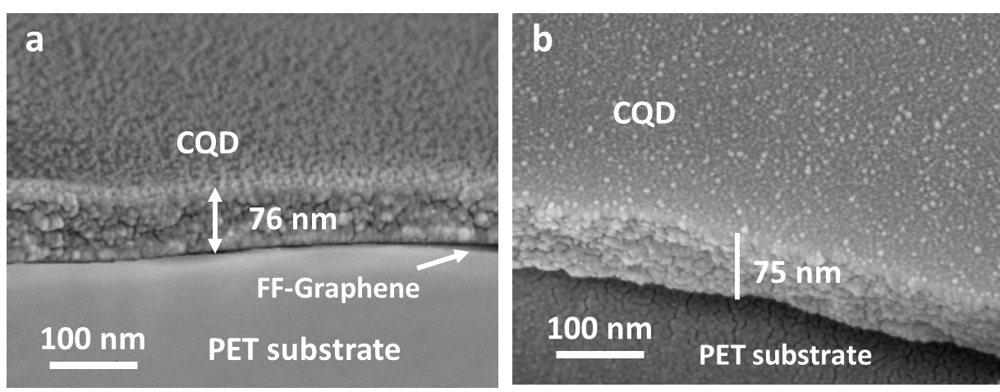 a
CQD
76 nm
FF-Graphene
100 nm
PET substrate
b
CQD
75 nm
100 nm
PET substrate